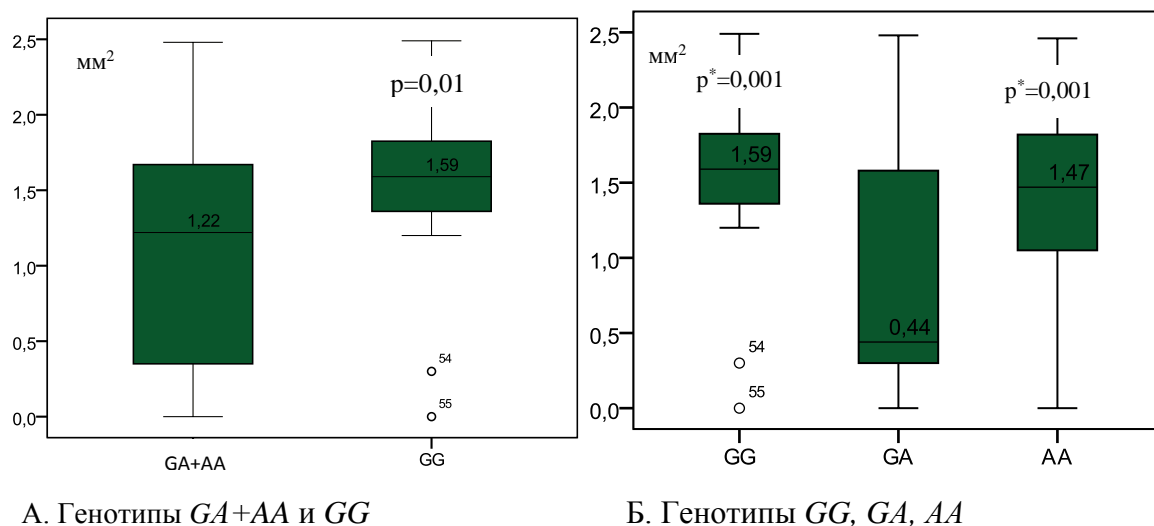 2,5
мм²
p=0,01
2,0
1,5
1,59
1,22
1,0
0,5
54
0,0
55
GA+AA
GG
А. Генотипы GA+AA и GG
2,5
мм²
p*=0,001
p*=0,001
2,0
1,59
1,5
1,47
1,0
0,5
0,44
54
0,0
55
GG
GA
AA
Б. Генотипы GG, GA, AA